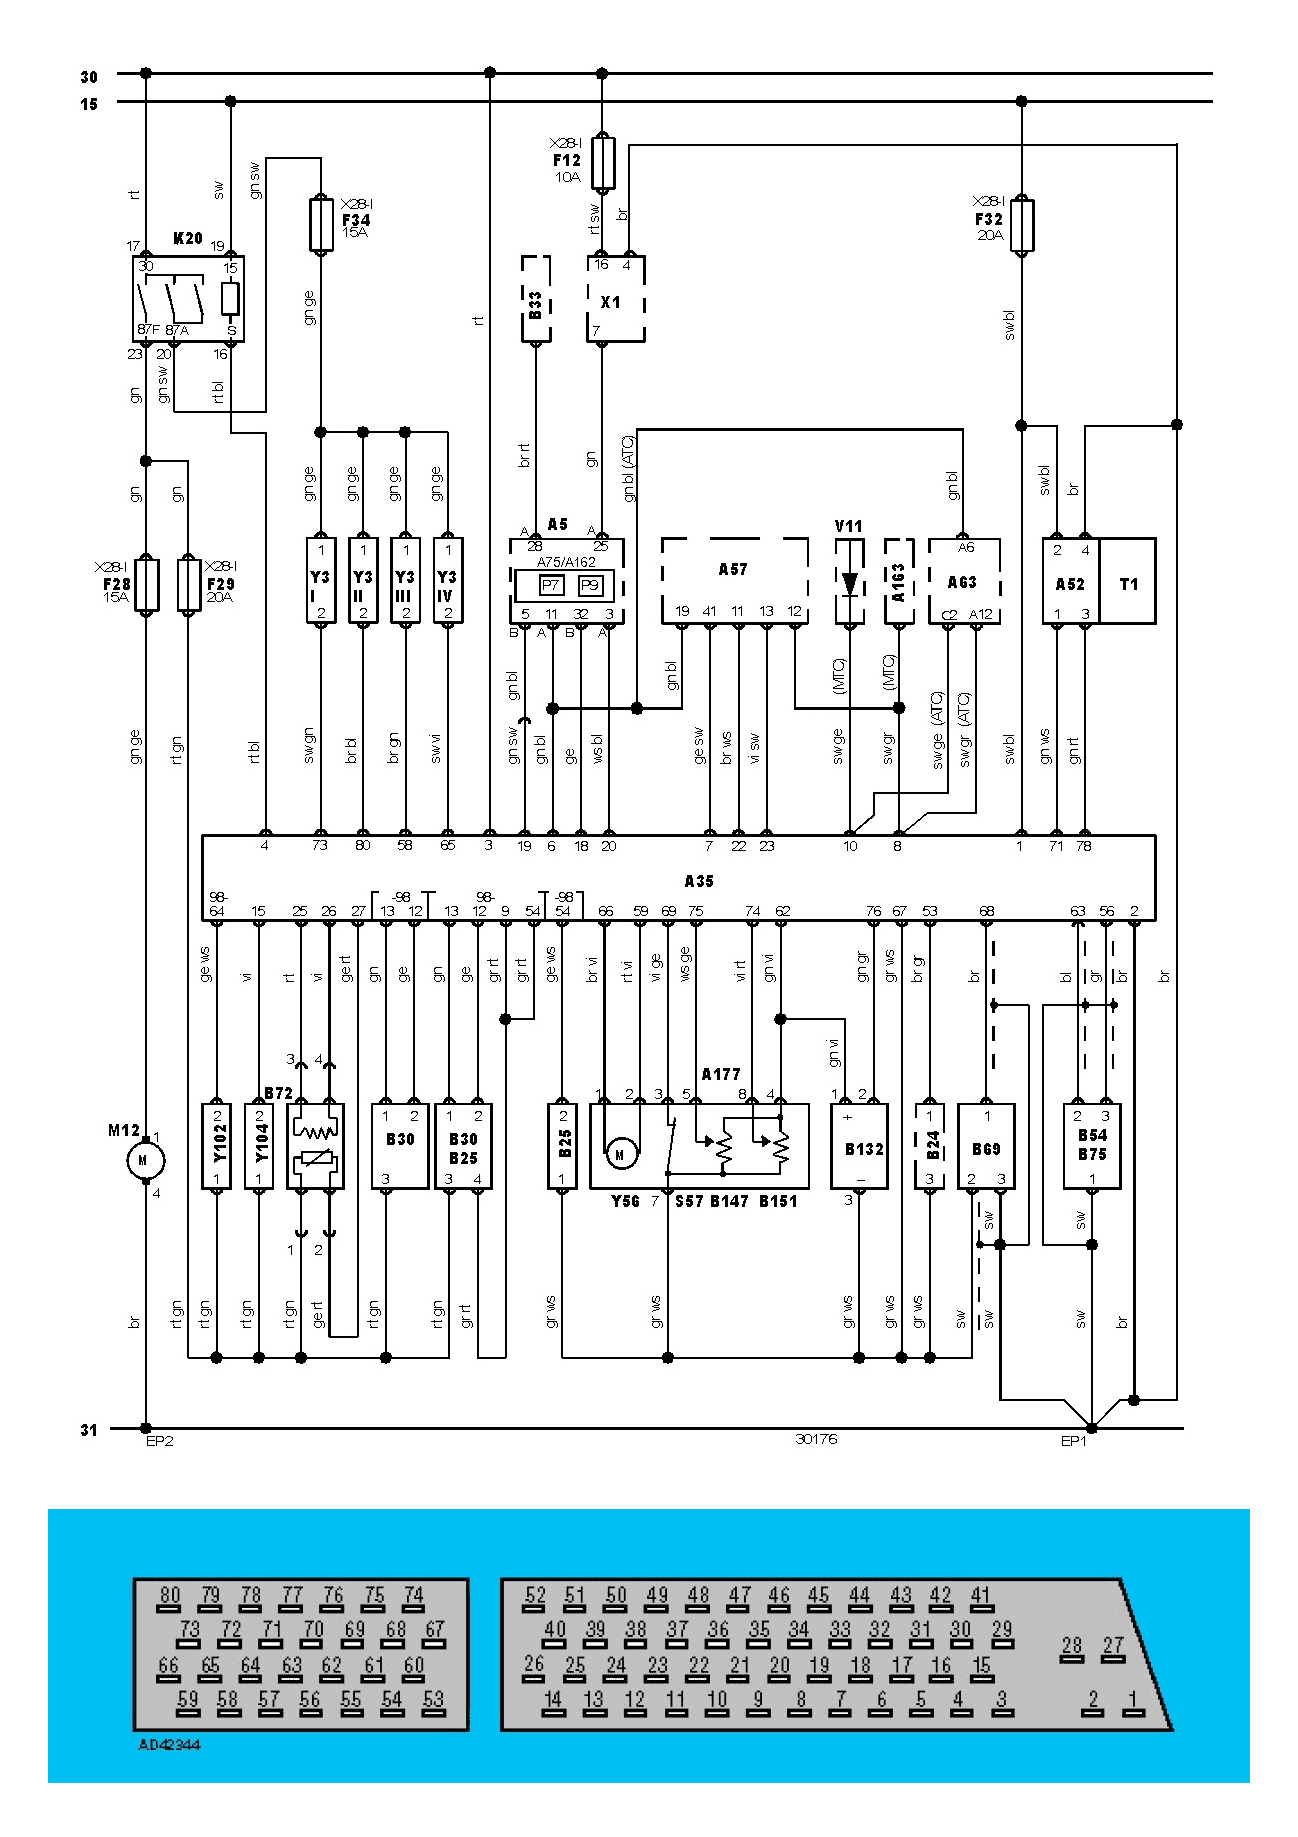 30
15
X28-I
F12
10A
X28-I
F34
15A
X28-I
F32
20A
rt
sw
gn sw
rt sw
br
17
K20
19
30
15
87F
87A
S
23
20
16
gn
gn sw
rt bl
gn ge
rt
B33
16
4
X1
7
sw bl
br rt
gn
gn bl (ATC)
gn bl
sw bl
br
gn
gn
gn ge
gn ge
gn ge
gn ge
X28-I
F28
15A
X28-I
F29
20A
1
Y3
I
2
1
Y3
II
2
1
Y3
III
2
1
Y3
IV
2
A
A5
A
28
25
A75/A162
P7
P9
5
11
32
3
B
A
B
A
A57
19
41
11
13
12
V11
A163
A6
A63
C2
A12
2
4
A52
T1
1
3
gn bl
gn bl
(MTC)
(MTC)
gn ge
rt gn
rt bl
sw gn
br bl
br gn
sw vi
gn sw
gn bl
ge
ws bl
ge sw
br ws
vi sw
sw ge
sw gr
sw ge (ATC)
sw gr (ATC)
sw bl
gn ws
gn rt
4
73
80
58
65
3
19
6
18
20
7
22
23
10
8
1
71
78
A35
98-
-98
98-
-98
64
15
25
26
27
13
12
13
12
9
54
54
66
59
69
75
74
62
76
67
53
68
63
56
2
ge ws
vi
rt
vi
ge rt
gn
ge
gn
ge
gr rt
gr rt
ge ws
br vi
rt vi
vi ge
ws ge
vi rt
gn vi
gn gr
gr ws
br gr
br
bl
gr
br
br
gn vi
3
4
B72
A177
M12
1
M
4
2
Y102
1
2
Y104
1
1
2
1
2
B30
3
1
2
B30
B25
3
4
2
B25
1
1
2
3
5
8
4
M
Y56
7
S57
B147
B151
1
2
+
B132
–
3
1
B24
3
1
B69
2
3
2
3
B54
B75
1
sw
sw
br
rt gn
rt gn
rt gn
ge rt
rt gn
rt gn
gr rt
gr ws
gr ws
gr ws
gr ws
gr ws
sw
sw
sw
br
31
EP2
30176
EP1
80 79 78 77 76 75 74
73 72 71 70 69 68 67
66 65 64 63 62 61 60
59 58 57 56 55 54 53
52 51 50 49 48 47 46 45 44 43 42 41
40 39 38 37 36 35 34 33 32 31 30 29
28 27
26 25 24 23 22 21 20 19 18 17 16 15
14 13 12 11 10 9 8 7 6 5 4 3
2 1
AD42344